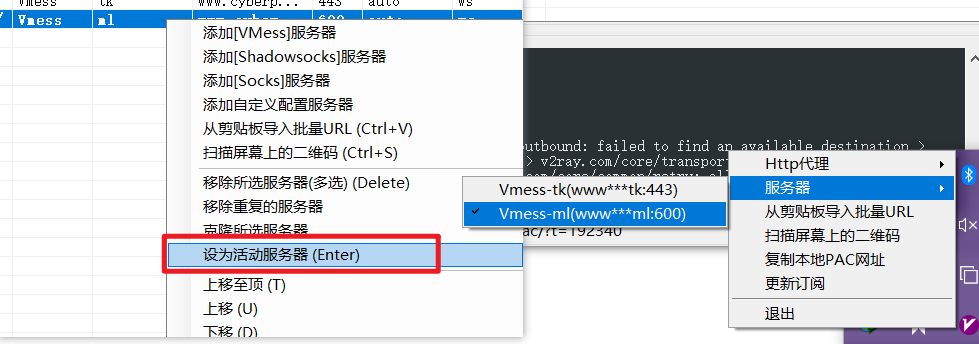 Vmess tk www.cyberp... 443 auto ws
Vmess ml 600 auto ws
添加[VMess]服务器
添加[Shadowsocks]服务器
添加[Socks]服务器
添加自定义配置服务器
从剪贴板导入批量URL (Ctrl+V)
扫描屏幕上的二维码 (Ctrl+S)
移除所选服务器(多选) (Delete)
移除重复的服务器
克隆所选服务器
设为活动服务器 (Enter)
上移至顶 (T)
上移 (U)
下移 (D)
outbound: failed to find an available destination >
> v2ray.com/core/transpor
Vmess-tk(www***tk:443)
Vmess-ml(www***ml:600)
ac/?t=192340
Http代理
服务器
从剪贴板导入批量URL
扫描屏幕上的二维码
复制本地PAC网址
更新订阅
退出